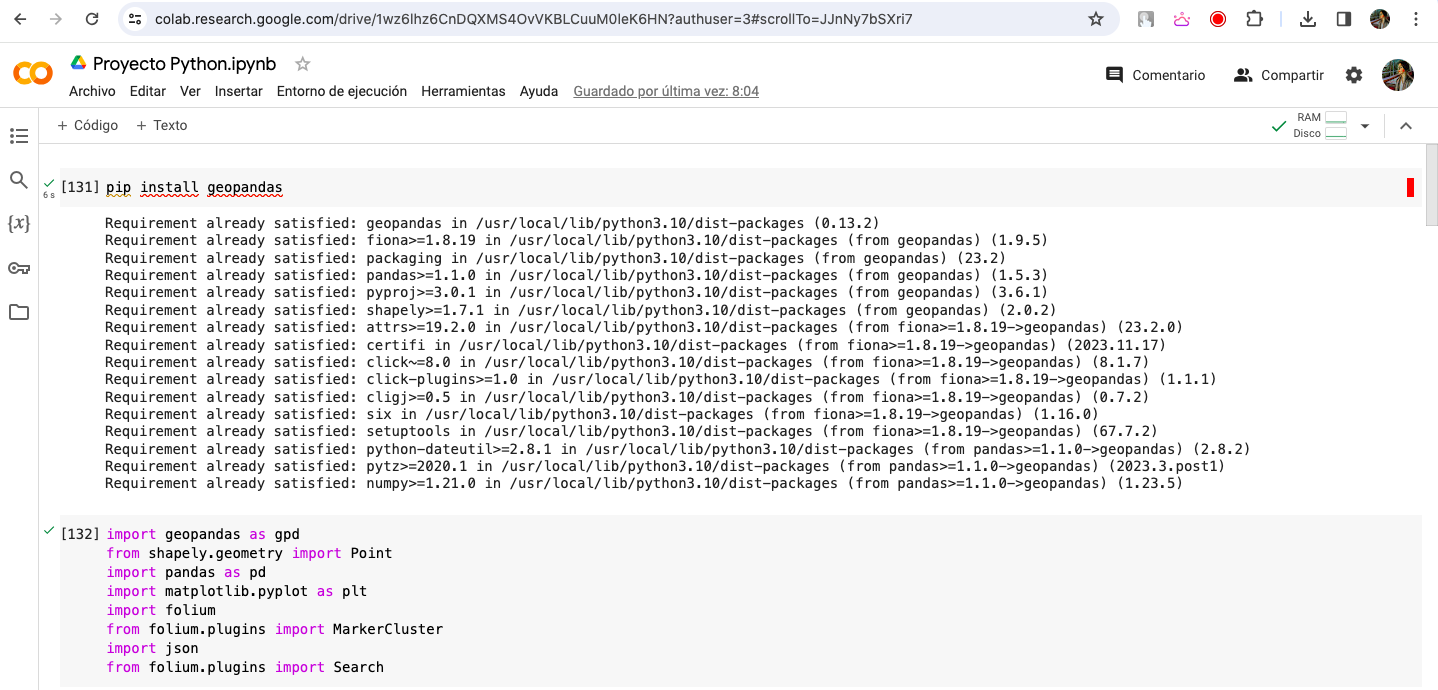 colab.research.google.com/drive/1wz6lhz6CnDQXMS4OvVKBLCuuM0leK6HN?authuser=3#scrollTo=JJnNy7bSXri7
Proyecto Python.ipynb
Archivo Editar Ver Insertar Entorno de ejecución Herramientas Ayuda Guardado por última vez: 8:04
Comentario Compartir
+ Código + Texto
RAM
Disco
{x}
6 s
[131] pip install geopandas
Requirement already satisfied: geopandas in /usr/local/lib/python3.10/dist-packages (0.13.2)
Requirement already satisfied: fiona>=1.8.19 in /usr/local/lib/python3.10/dist-packages (from geopandas) (1.9.5)
Requirement already satisfied: packaging in /usr/local/lib/python3.10/dist-packages (from geopandas) (23.2)
Requirement already satisfied: pandas>=1.1.0 in /usr/local/lib/python3.10/dist-packages (from geopandas) (1.5.3)
Requirement already satisfied: pyproj>=3.0.1 in /usr/local/lib/python3.10/dist-packages (from geopandas) (3.6.1)
Requirement already satisfied: shapely>=1.7.1 in /usr/local/lib/python3.10/dist-packages (from geopandas) (2.0.2)
Requirement already satisfied: attrs>=19.2.0 in /usr/local/lib/python3.10/dist-packages (from fiona>=1.8.19->geopandas) (23.2.0)
Requirement already satisfied: certifi in /usr/local/lib/python3.10/dist-packages (from fiona>=1.8.19->geopandas) (2023.11.17)
Requirement already satisfied: click~=8.0 in /usr/local/lib/python3.10/dist-packages (from fiona>=1.8.19->geopandas) (8.1.7)
Requirement already satisfied: click-plugins>=1.0 in /usr/local/lib/python3.10/dist-packages (from fiona>=1.8.19->geopandas) (1.1.1)
Requirement already satisfied: cligj>=0.5 in /usr/local/lib/python3.10/dist-packages (from fiona>=1.8.19->geopandas) (0.7.2)
Requirement already satisfied: six in /usr/local/lib/python3.10/dist-packages (from fiona>=1.8.19->geopandas) (1.16.0)
Requirement already satisfied: setuptools in /usr/local/lib/python3.10/dist-packages (from fiona>=1.8.19->geopandas) (67.7.2)
Requirement already satisfied: python-dateutil>=2.8.1 in /usr/local/lib/python3.10/dist-packages (from pandas>=1.1.0->geopandas) (2.8.2)
Requirement already satisfied: pytz>=2020.1 in /usr/local/lib/python3.10/dist-packages (from pandas>=1.1.0->geopandas) (2023.3.post1)
Requirement already satisfied: numpy>=1.21.0 in /usr/local/lib/python3.10/dist-packages (from pandas>=1.1.0->geopandas) (1.23.5)
[132] import geopandas as gpd
from shapely.geometry import Point
import pandas as pd
import matplotlib.pyplot as plt
import folium
from folium.plugins import MarkerCluster
import json
from folium.plugins import Search